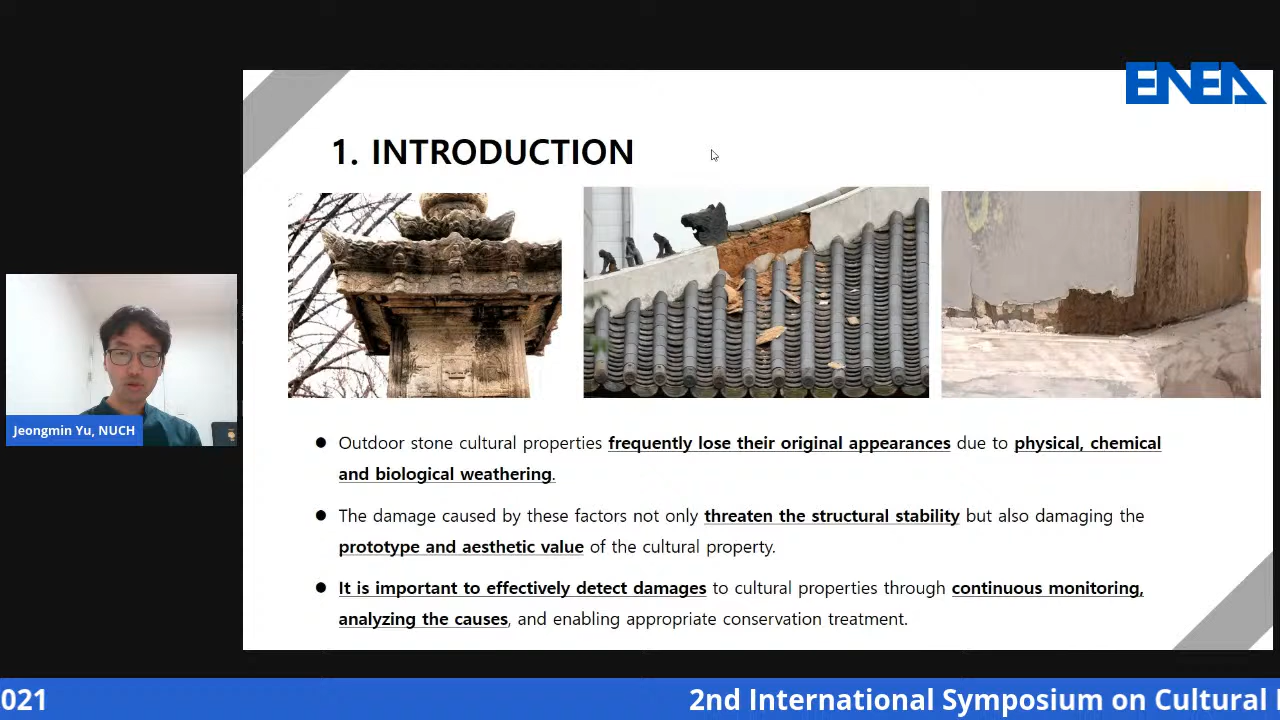 ENEA
1. INTRODUCTION
Jeongmin Yu, NUCH
● Outdoor stone cultural properties frequently lose their original appearances due to physical, chemical
and biological weathering.
● The damage caused by these factors not only threaten the structural stability but also damaging the
prototype and aesthetic value of the cultural property.
● It is important to effectively detect damages to cultural properties through continuous monitoring,
analyzing the causes, and enabling appropriate conservation treatment.
021 2nd International Symposium on Cultural